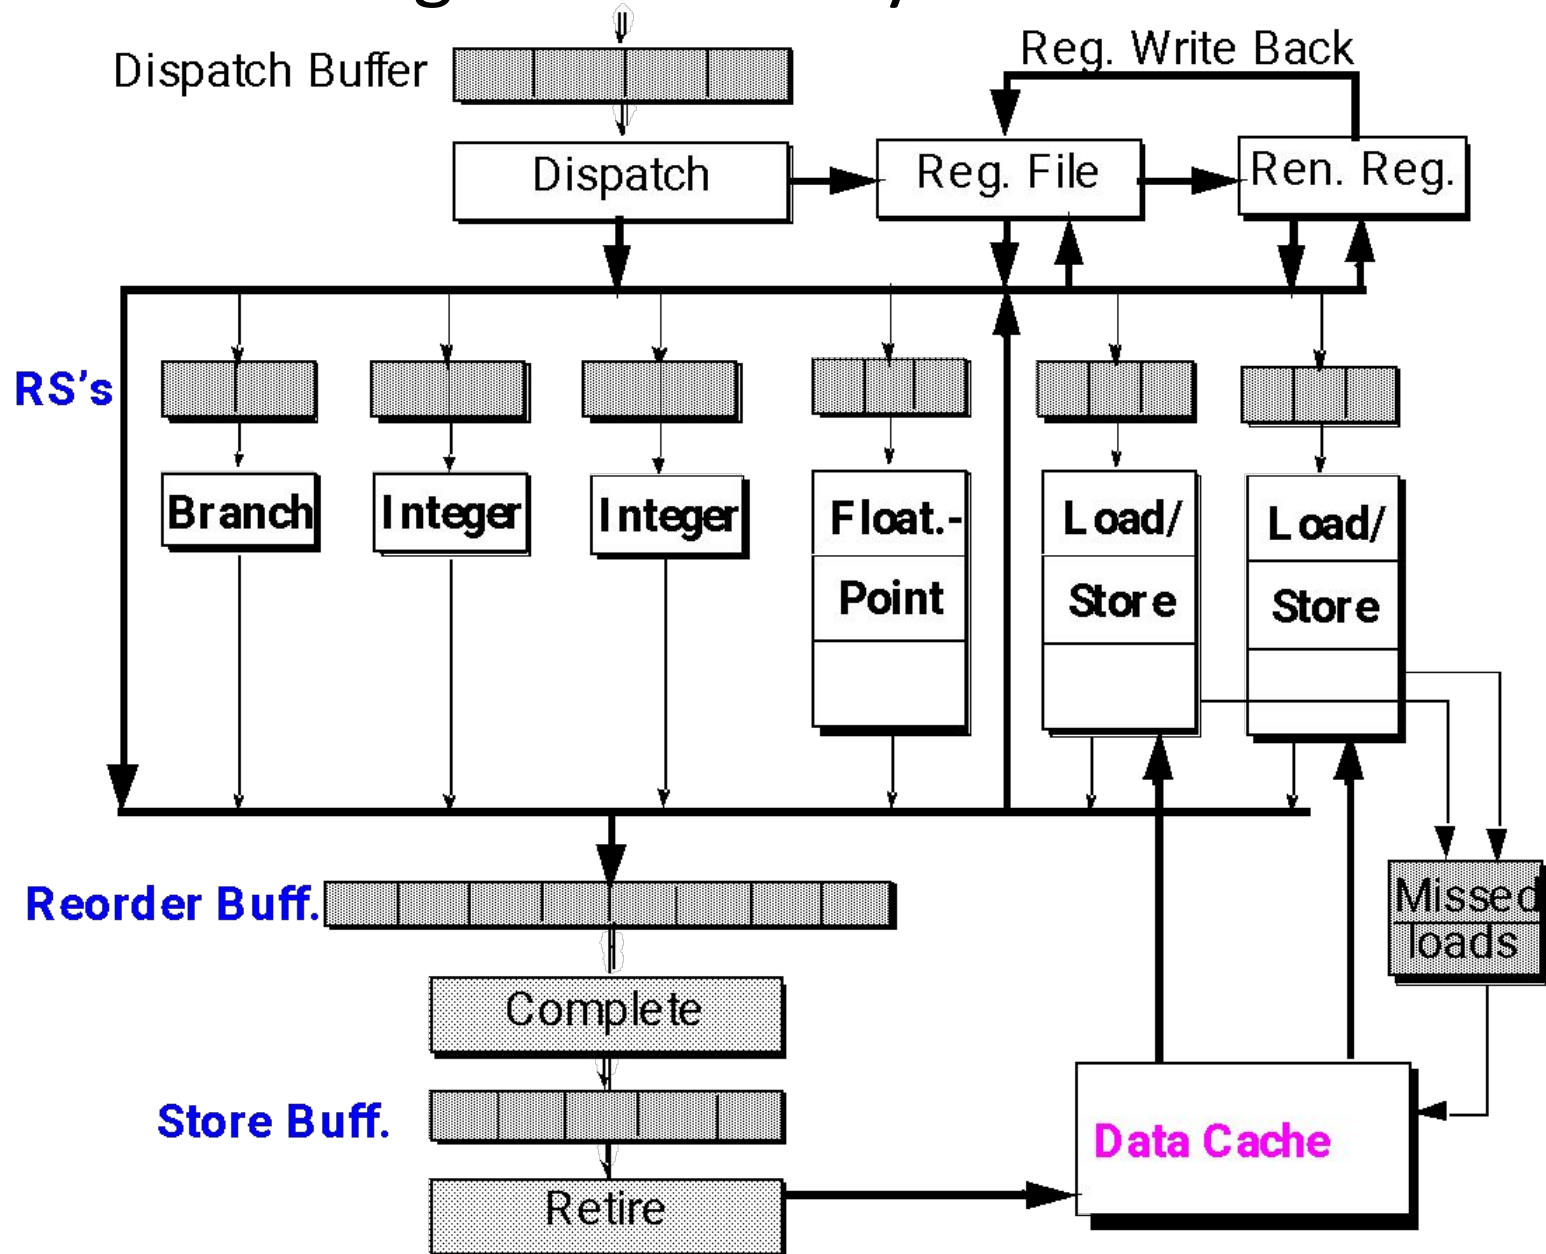 Reg. Write Back
Dispatch Buffer
Dispatch
Reg. File
Ren. Reg.
RS's
Branch
Integer
Integer
Float.-
Point
Load/
Store
Load/
Store
Reorder Buff.
Missed
loads
Complete
Store Buff.
Data Cache
Retire